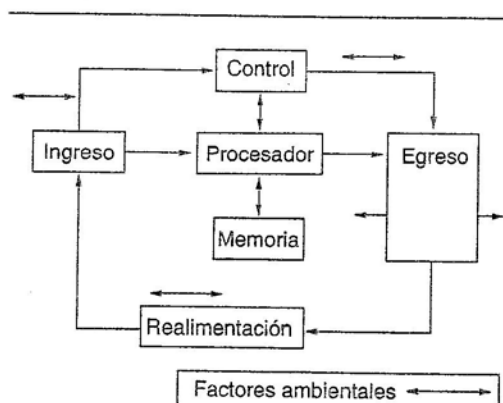 Control
Ingreso
Procesador
Egreso
Memoria
Realimentación
Factores ambientales